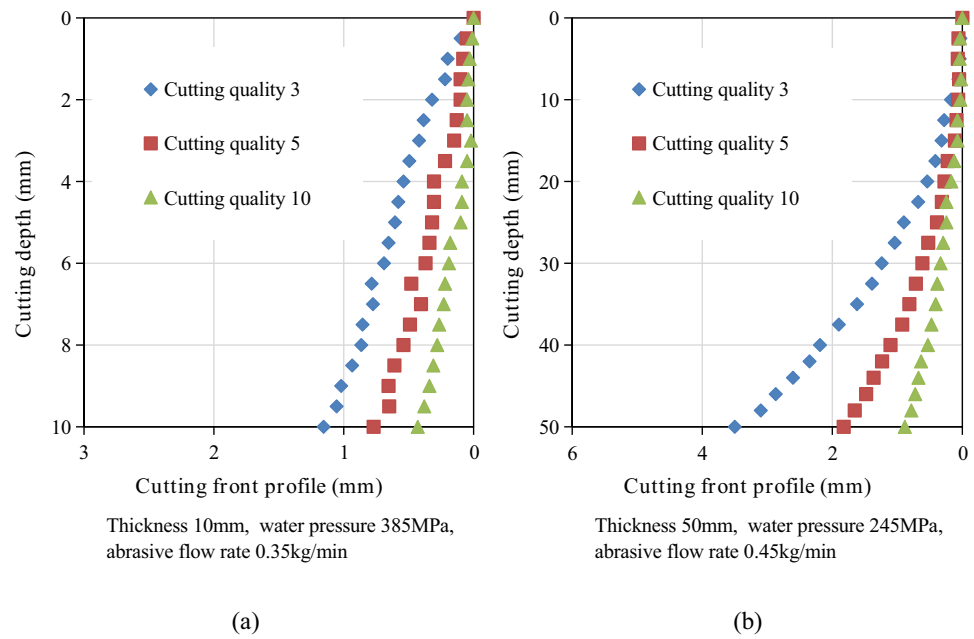 0
2
4
6
8
10
Cutting depth (mm)
Cutting quality 3
Cutting quality 5
Cutting quality 10
3
2
1
0
Cutting front profile (mm)
Thickness 10mm, water pressure 385MPa,
abrasive flow rate 0.35kg/min
(a)
0
10
20
30
40
50
Cutting depth (mm)
Cutting quality 3
Cutting quality 5
Cutting quality 10
6
4
2
0
Cutting front profile (mm)
Thickness 50mm, water pressure 245MPa,
abrasive flow rate 0.45kg/min
(b)